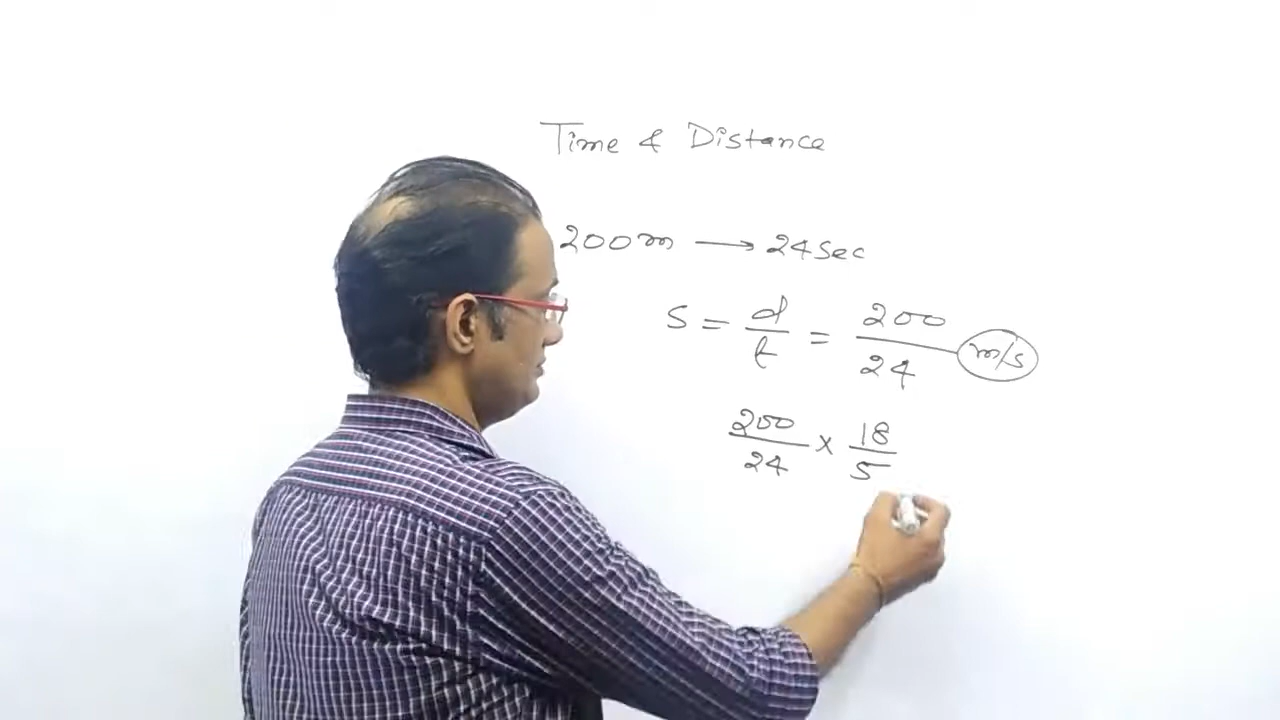 Time & Distance
200m → 24sec
S = d/t = 200/24 m/s
200/24 × 18/5